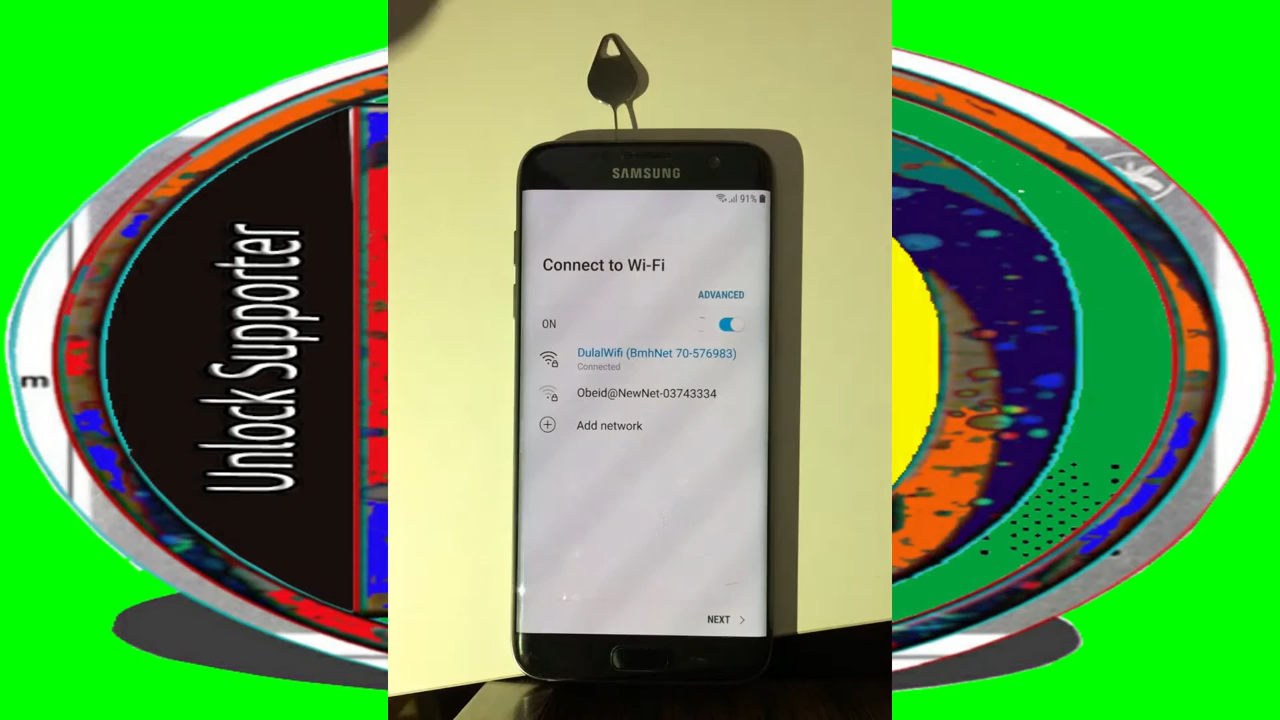 m
Unlock Supporter
SAMSUNG
91%
Connect to Wi-Fi
ADVANCED
ON
DulalWifi (BmhNet 70-576983)
Connected
Obeid@NewNet-03743334
Add network
NEXT